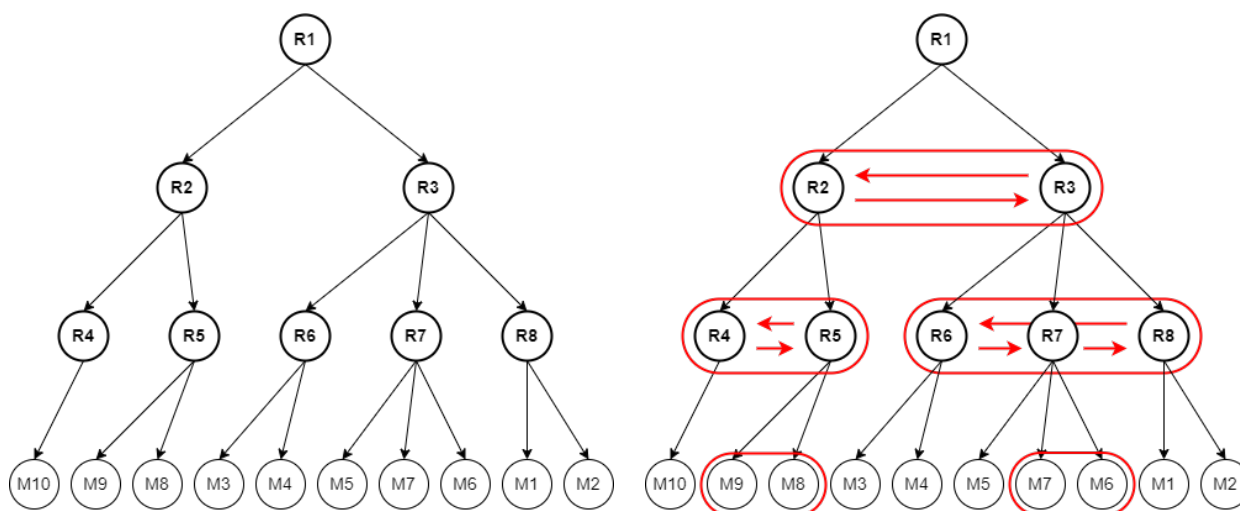 R1 R1
R2 R3 R2 R3
R4 R5 R6 R7 R8 R4 R5 R6 R7 R8
M10 M9 M8 M3 M4 M5 M7 M6 M1 M2 M10 M9 M8 M3 M4 M5 M7 M6 M1 M2